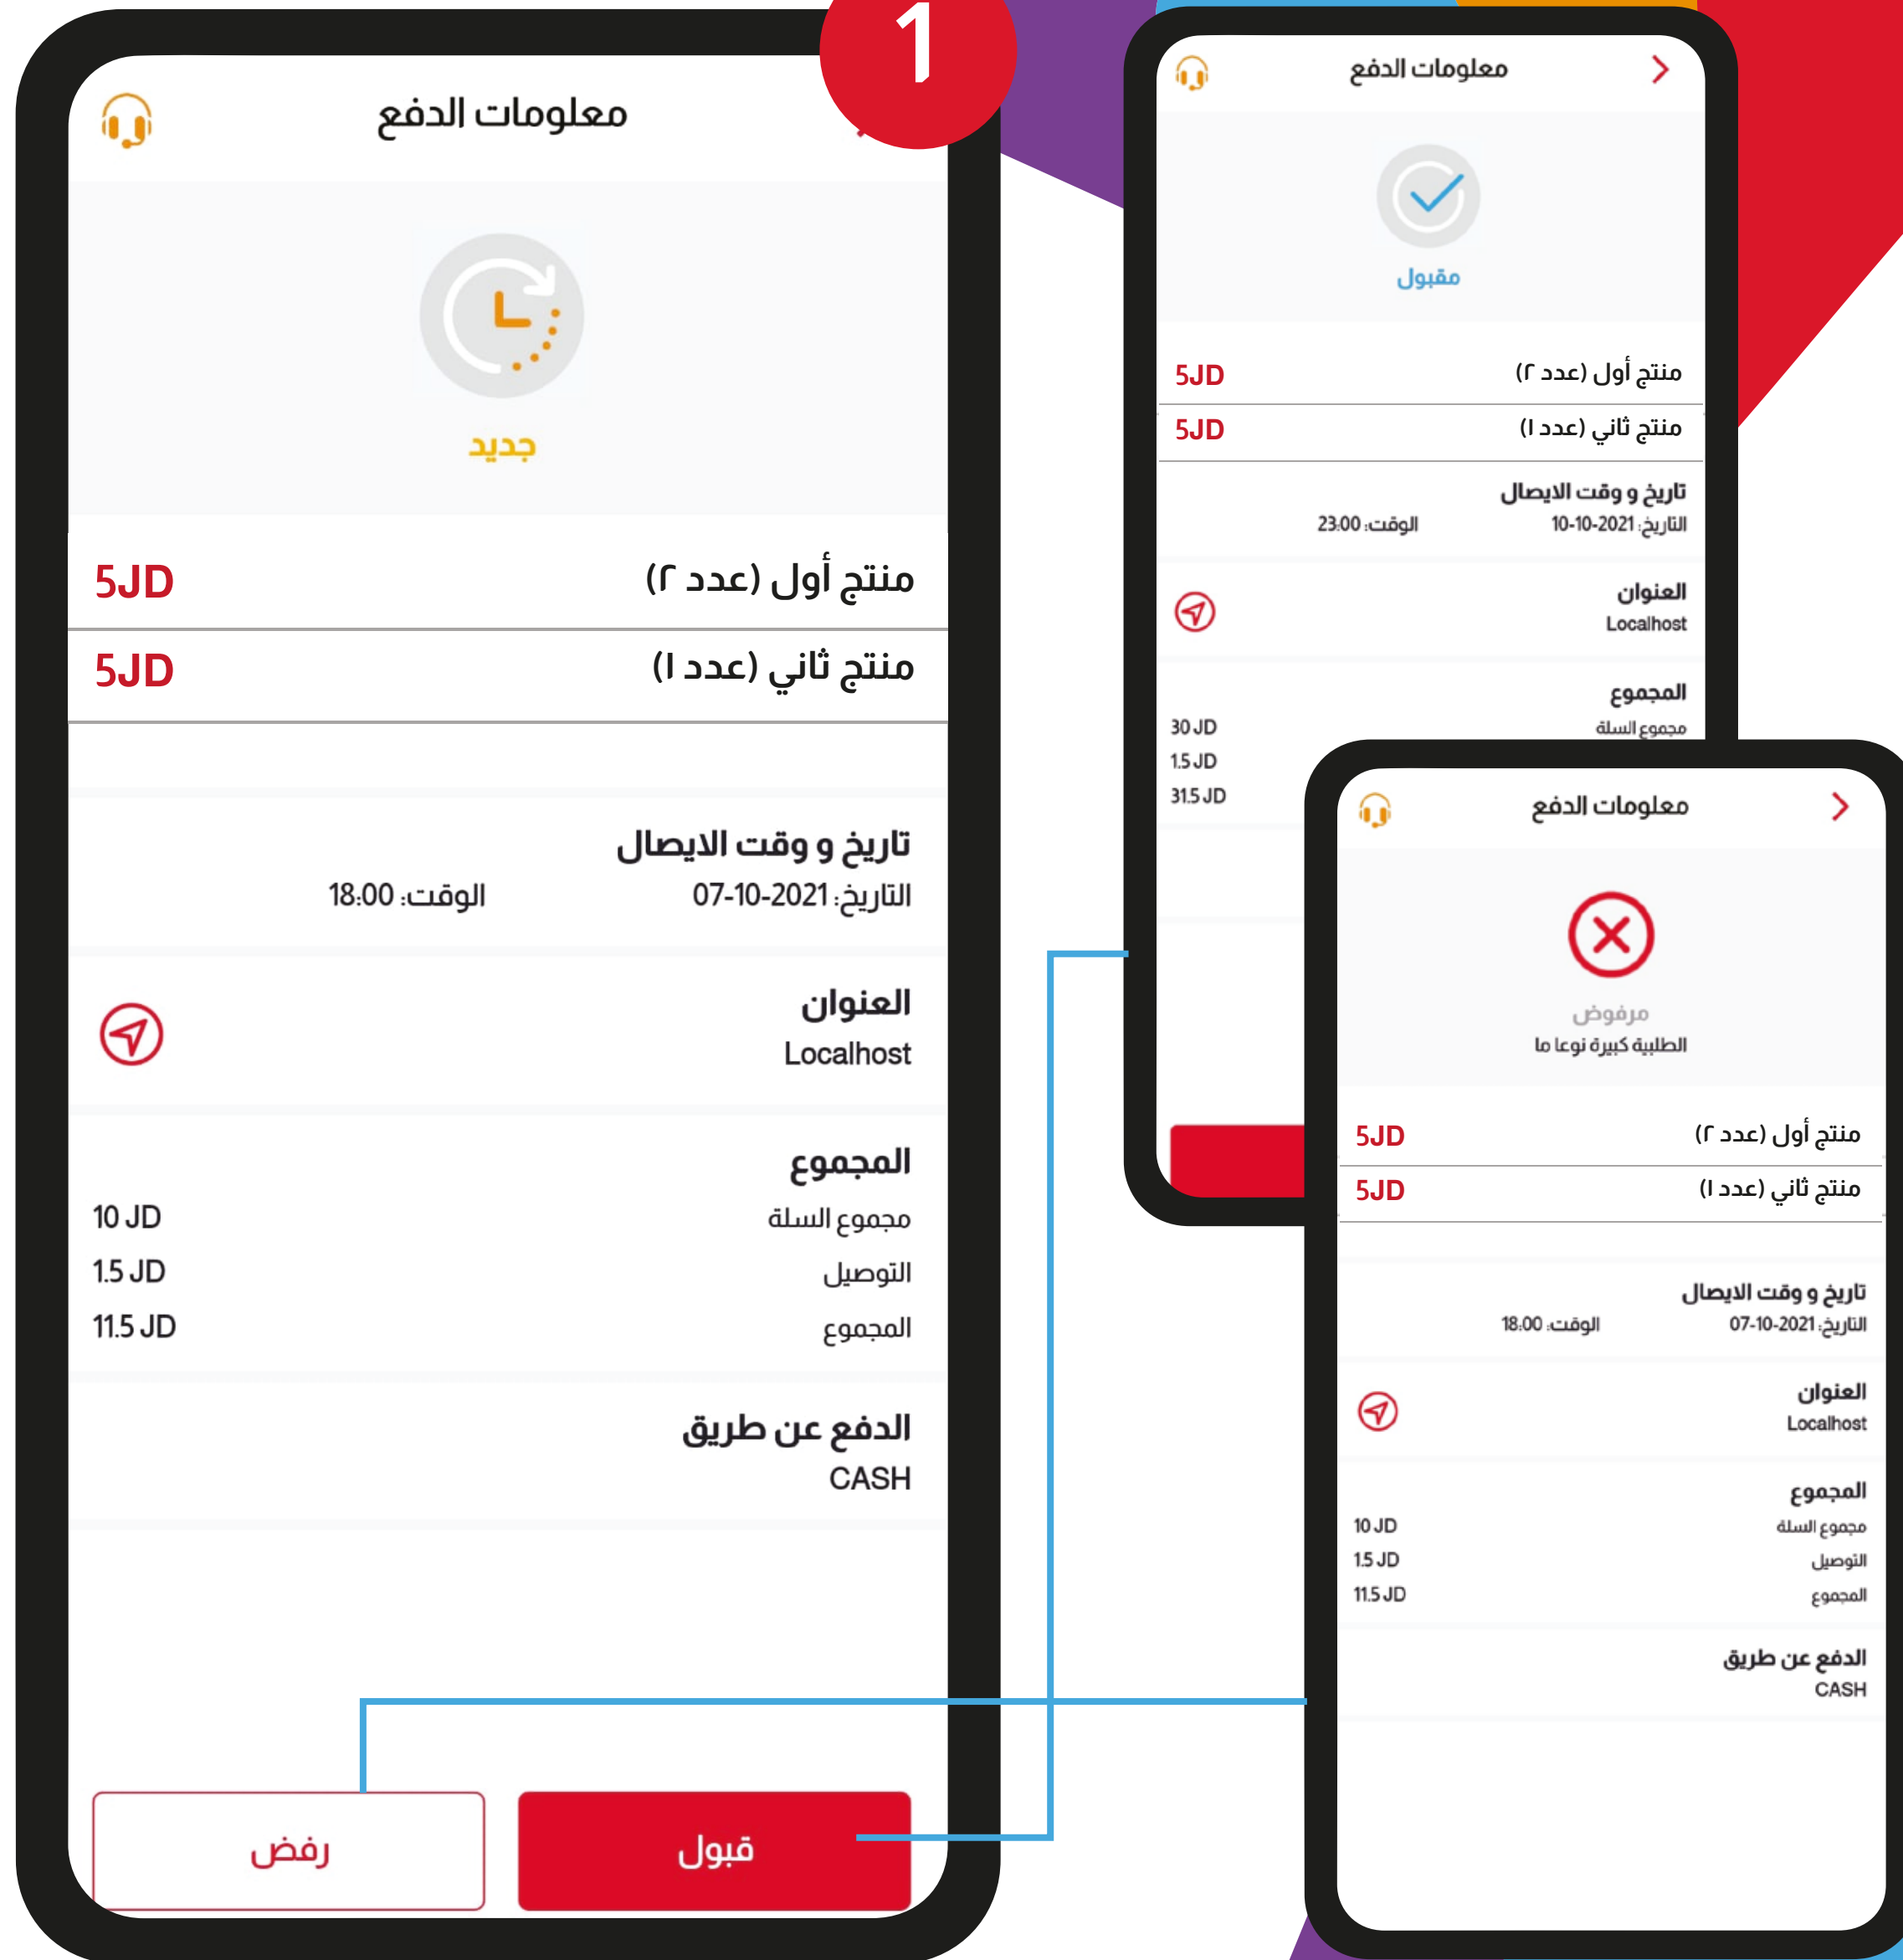 1
معلومات الدفع
جديد
منتج أول (عدد ٢) 5JD
منتج ثاني (عدد ١) 5JD
تاريخ و وقت الايصال
التاريخ: 2021-10-07 الوقت: 18:00
العنوان
Localhost
المجموع
مجموع السلة 10 JD
التوصيل 1.5 JD
المجموع 11.5 JD
الدفع عن طريق
CASH
قبول رفض
معلومات الدفع
مقبول
منتج أول (عدد ٢) 5JD
منتج ثاني (عدد ١) 5JD
تاريخ و وقت الايصال
التاريخ: 2021-10-10 الوقت: 23:00
العنوان
Localhost
المجموع
مجموع السلة 30 JD
1.5 JD
31.5 JD
معلومات الدفع
مرفوض
الطلبية كبيرة نوعا ما
منتج أول (عدد ٢) 5JD
منتج ثاني (عدد ١) 5JD
تاريخ و وقت الايصال
التاريخ: 2021-10-07 الوقت: 18:00
العنوان
Localhost
المجموع
مجموع السلة 10 JD
التوصيل 1.5 JD
المجموع 11.5 JD
الدفع عن طريق
CASH